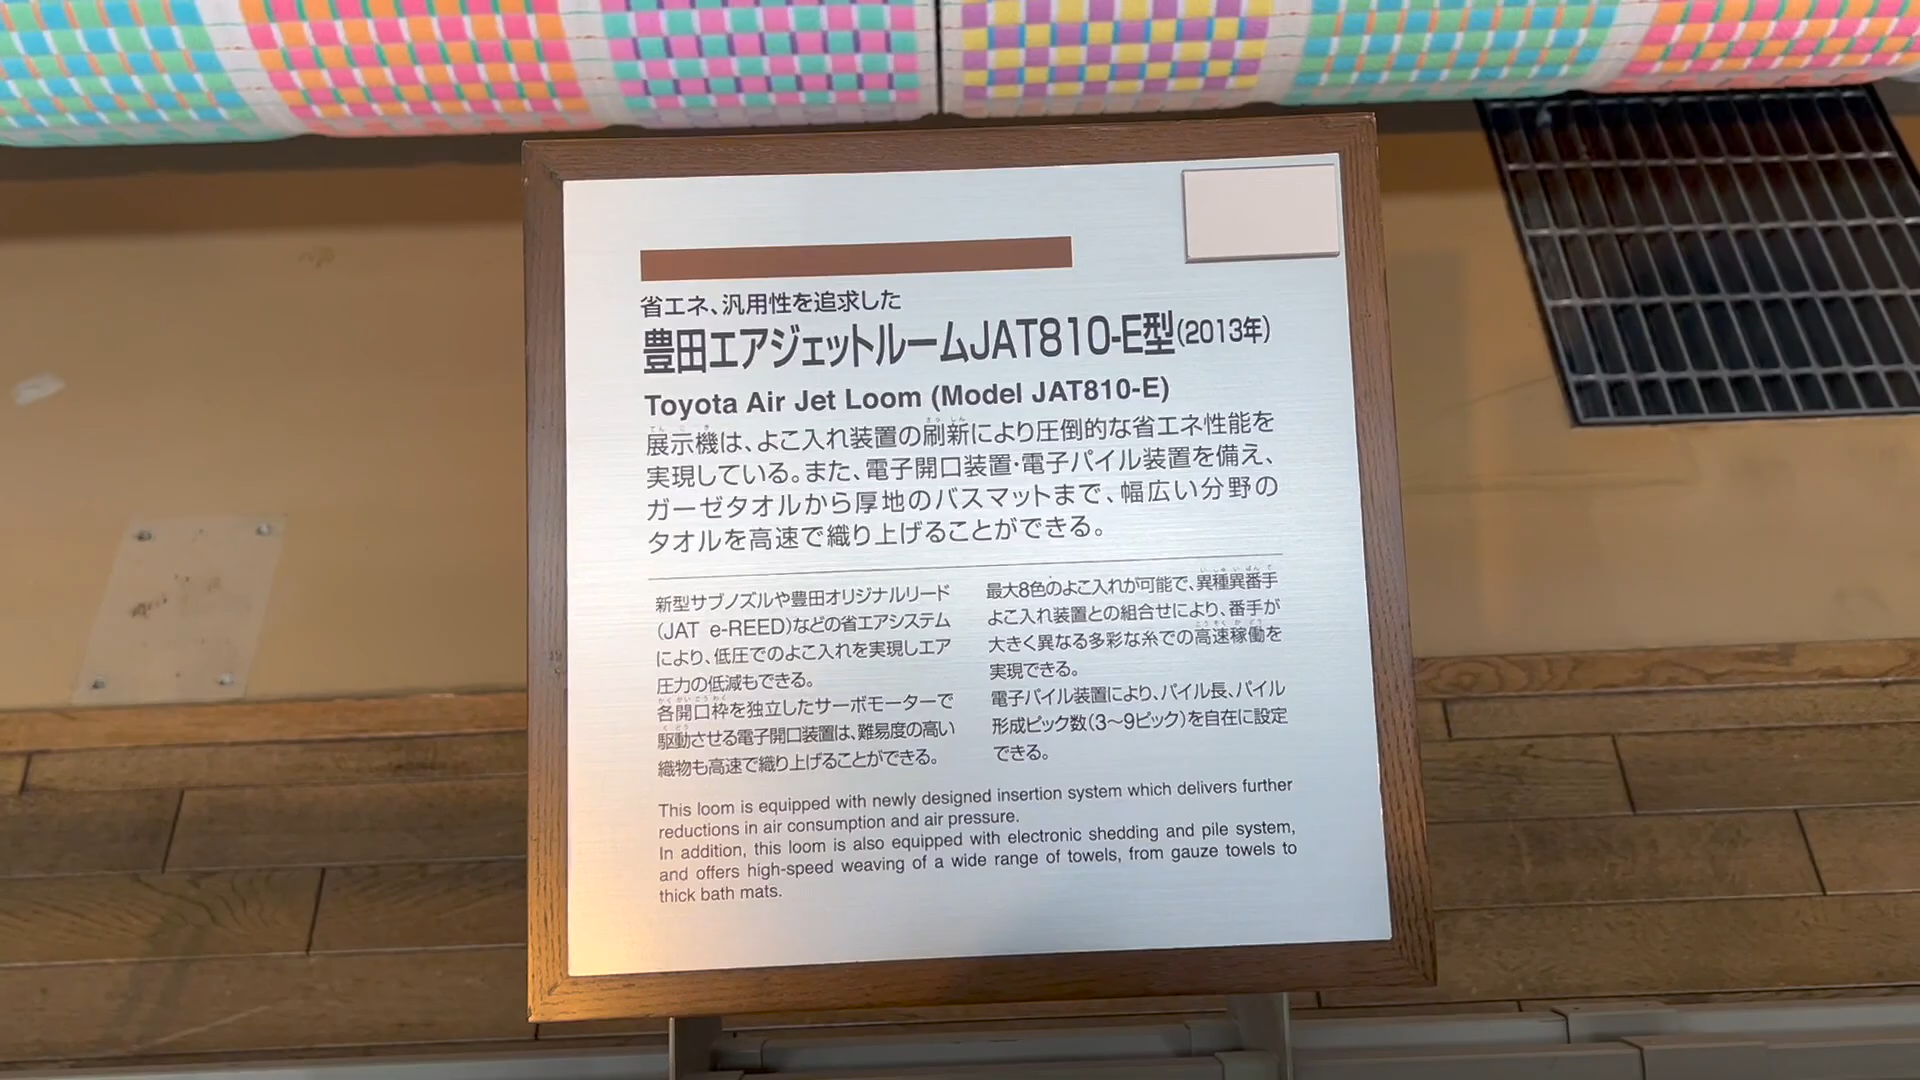 省エネ、汎用性を追求した
豊田エアジェットルームJAT810-E型(2013年)
Toyota Air Jet Loom (Model JAT810-E)
展示機は、よこ入れ装置の刷新により圧倒的な省エネ性能を
実現している。また、電子開口装置・電子パイル装置を備え、
ガーゼタオルから厚地のバスマットまで、幅広い分野の
タオルを高速で織り上げることができる。
新型サブノズルや豊田オリジナルリード
(JAT e-REED)などの省エアシステム
により、低圧でのよこ入れを実現しエア
圧力の低減もできる。
各開口枠を独立したサーボモーターで
駆動させる電子開口装置は、難易度の高い
織物も高速で織り上げることができる。
最大8色のよこ入れが可能で、異種異番手
よこ入れ装置との組合せにより、番手が
大きく異なる多彩な糸での高速稼働を
実現できる。
電子パイル装置により、パイル長、パイル
形成ピック数(3〜9ピック)を自在に設定
できる。
This loom is equipped with newly designed insertion system which delivers further
reductions in air consumption and air pressure.
In addition, this loom is also equipped with electronic shedding and pile system,
and offers high-speed weaving of a wide range of towels, from gauze towels to
thick bath mats.